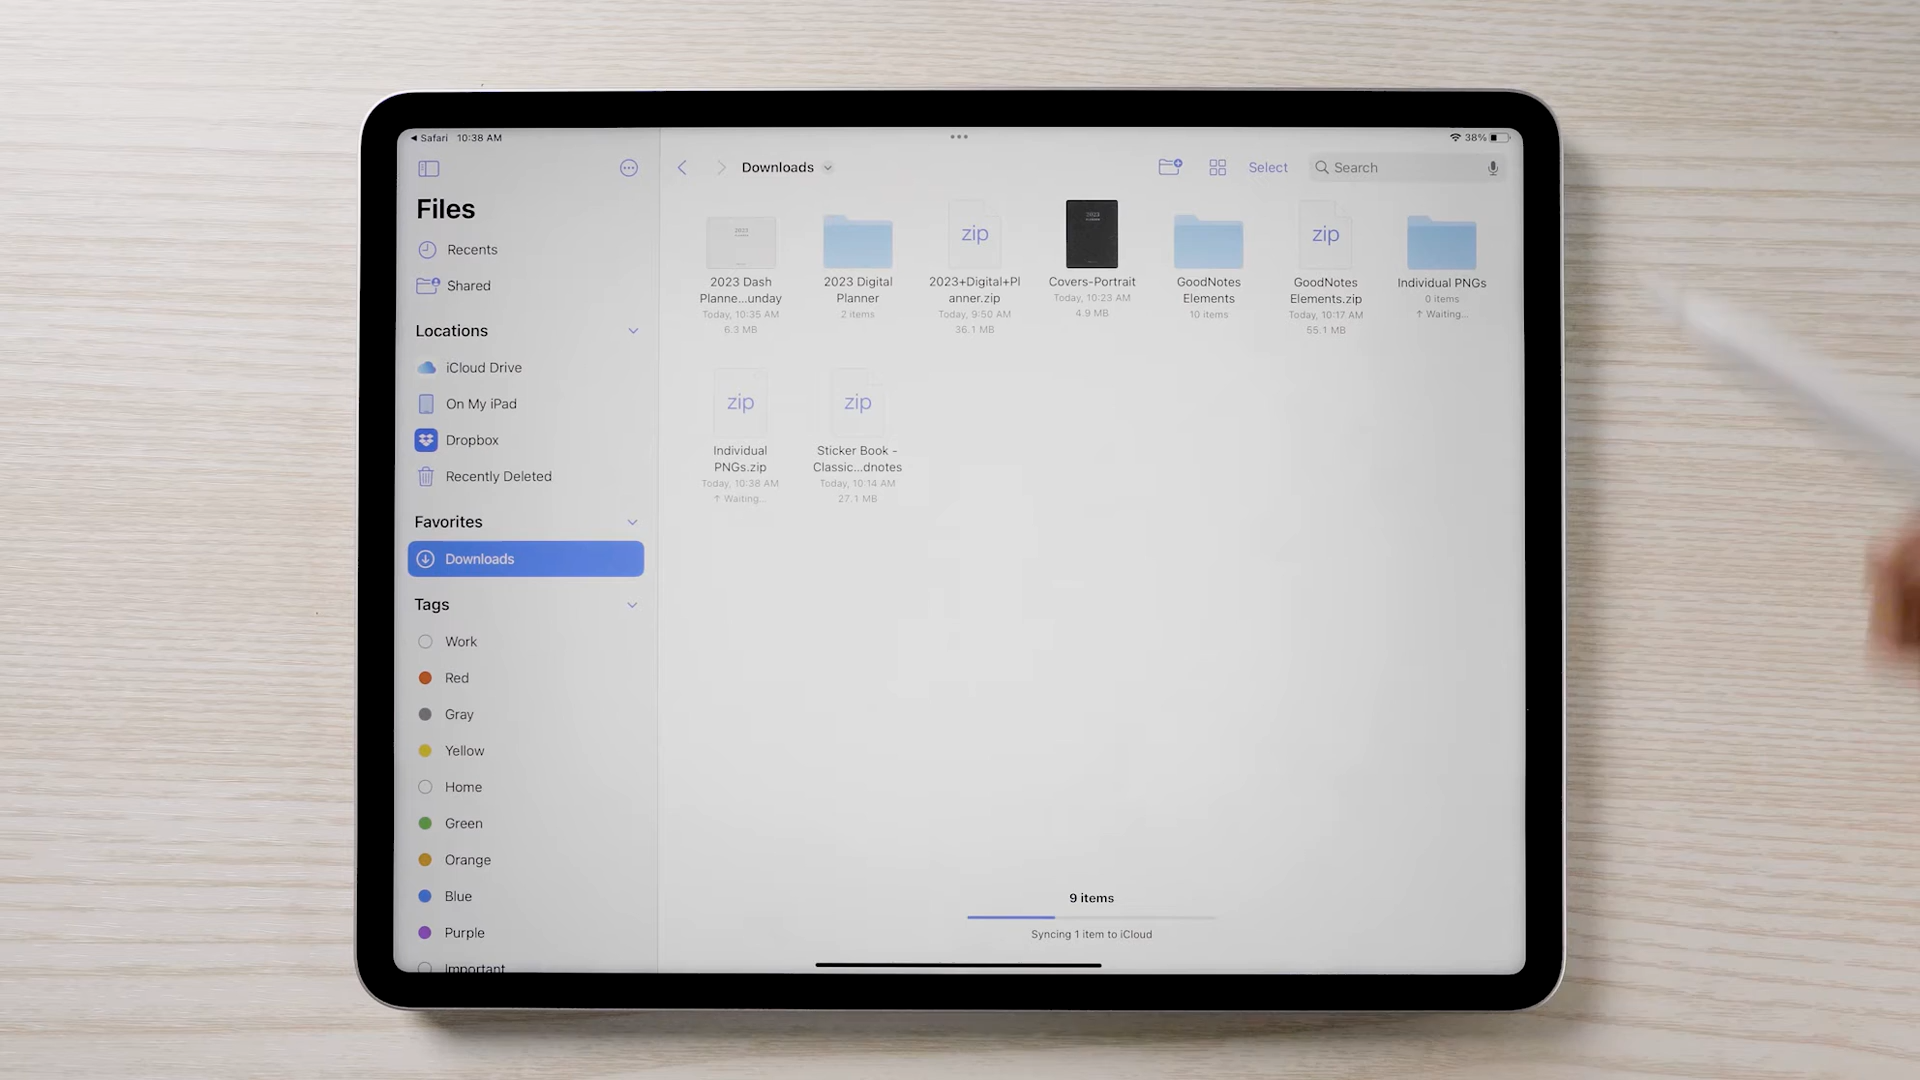 ◂ Safari 10:38 AM
38%
Files
Recents
Shared
Locations
iCloud Drive
On My iPad
Dropbox
Recently Deleted
Favorites
Downloads
Tags
Work
Red
Gray
Yellow
Home
Green
Orange
Blue
Purple
Important
Downloads
Select
Search
2023
2023 Dash
Planne...unday
Today, 10:35 AM
6.3 MB
2023 Digital
Planner
2 items
zip
2023+Digital+Pl
anner.zip
Today, 9:50 AM
36.1 MB
2023
Covers-Portrait
Today, 10:23 AM
4.9 MB
GoodNotes
Elements
10 items
zip
GoodNotes
Elements.zip
Today, 10:17 AM
55.1 MB
Individual PNGs
0 items
↑ Waiting...
zip
Individual
PNGs.zip
Today, 10:38 AM
↑ Waiting...
zip
Sticker Book -
Classic...dnotes
Today, 10:14 AM
27.1 MB
9 items
Syncing 1 item to iCloud